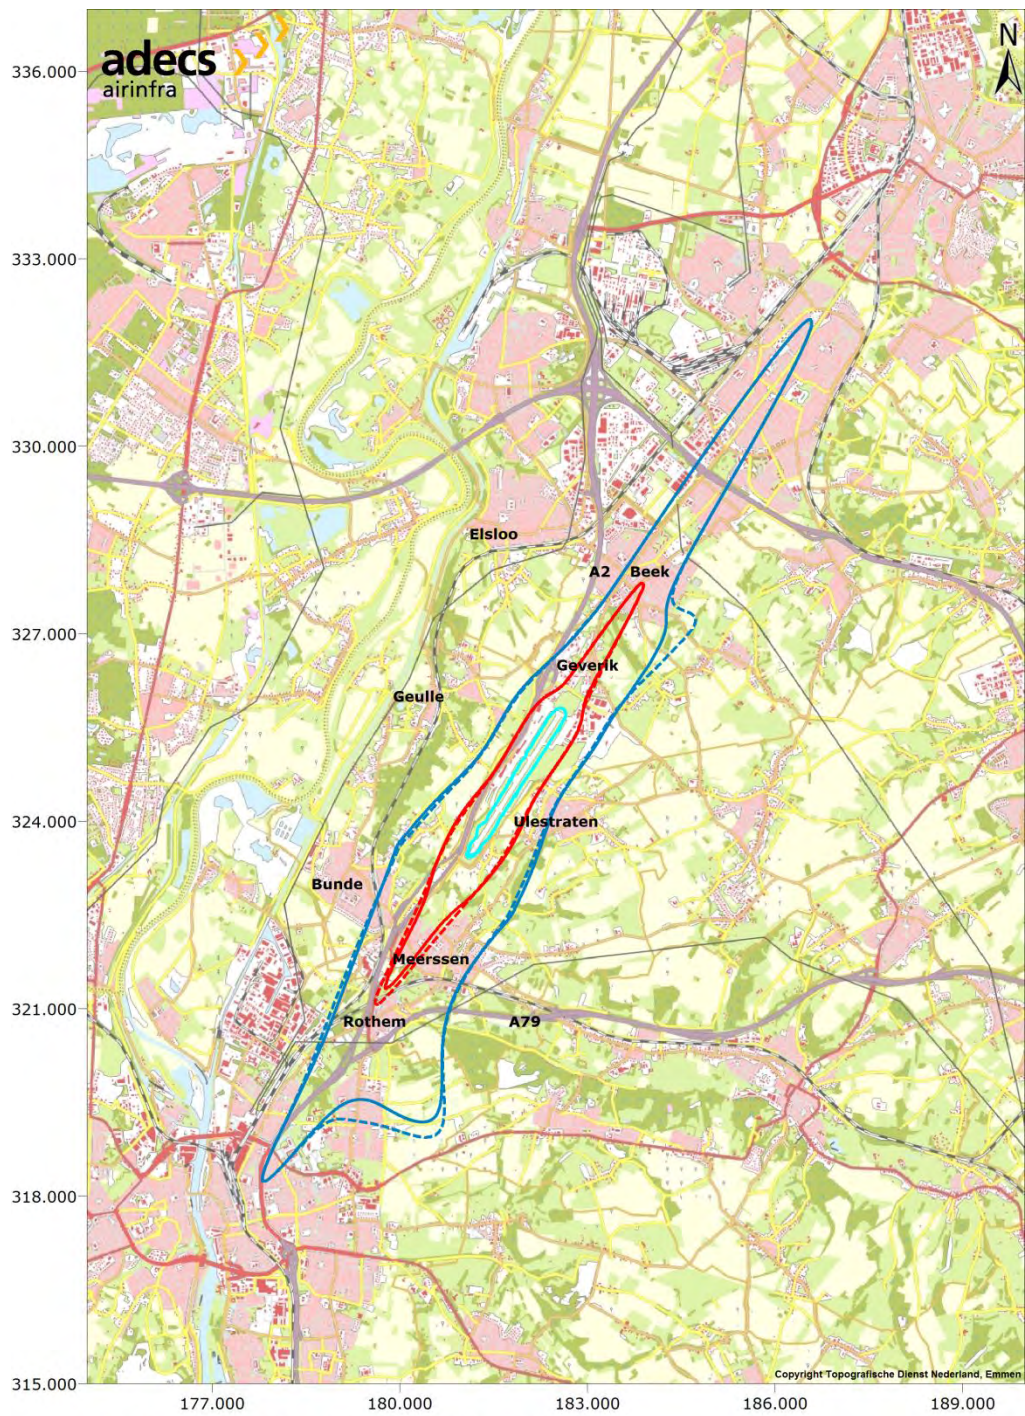 adecs
airinfra
N
336.000
333.000
330.000
Elsloo
A2 Beek
327.000
Geverik
Geulle
324.000
Ulestraten
Bunde
Meerssen
321.000
Rothem A79
318.000
315.000
Copyright Topografische Dienst Nederland, Emmen
177.000 180.000 183.000 186.000 189.000